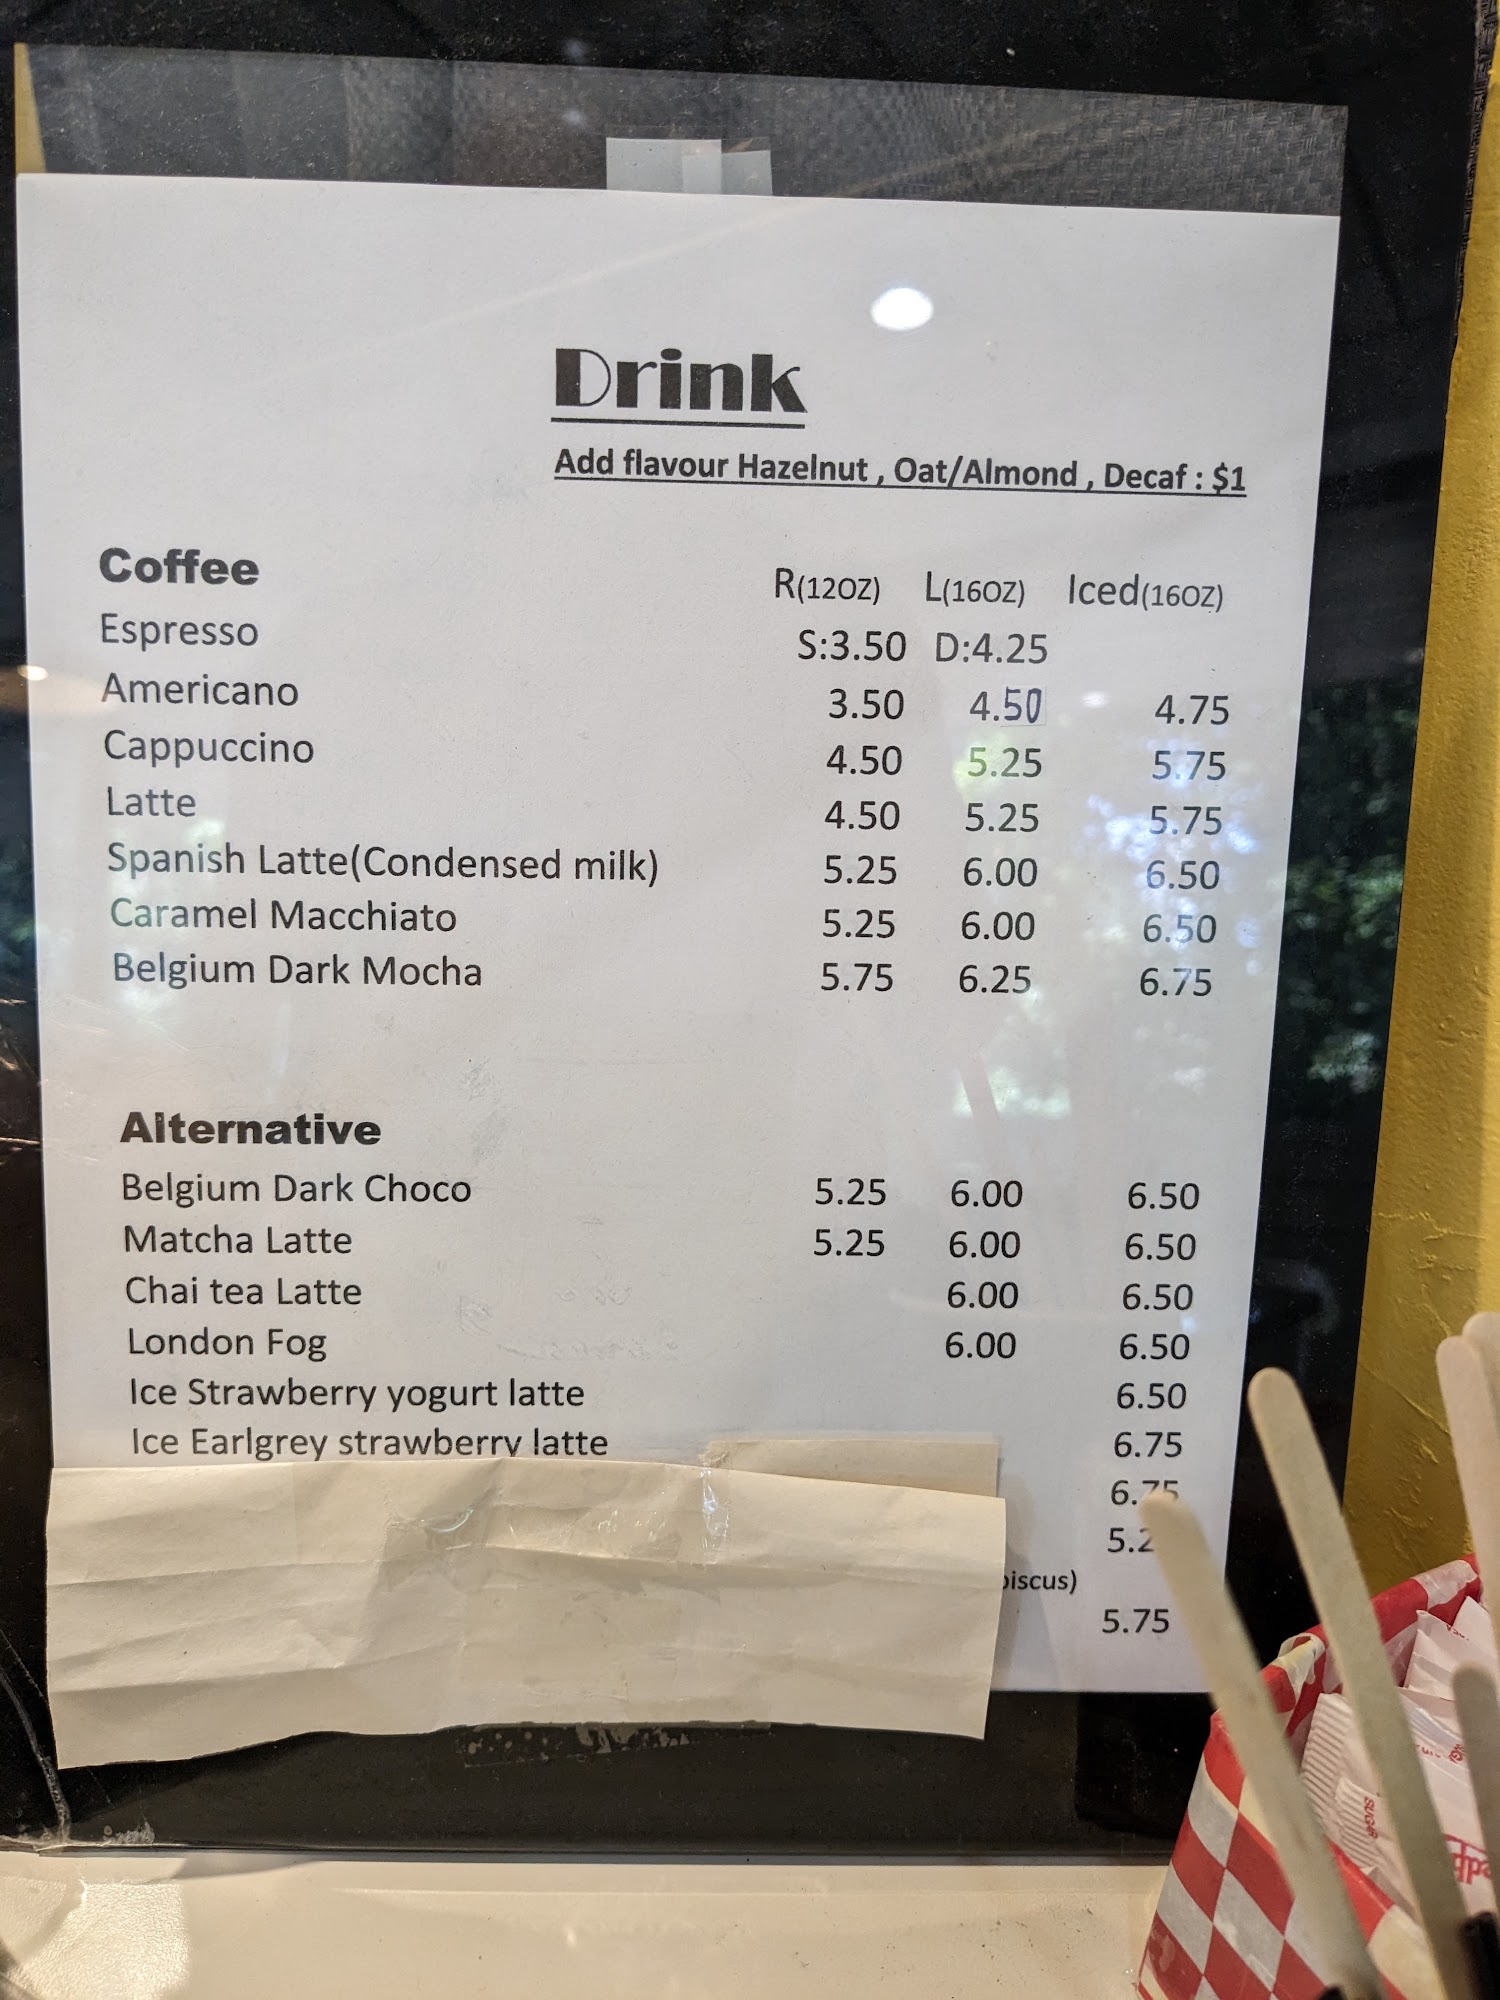 Drink
Add flavour Hazelnut , Oat/Almond , Decaf : $1
Coffee R(12OZ) L(16OZ) Iced(16OZ)
Espresso S:3.50 D:4.25
Americano 3.50 4.50 4.75
Cappuccino 4.50 5.25 5.75
Latte 4.50 5.25 5.75
Spanish Latte(Condensed milk) 5.25 6.00 6.50
Caramel Macchiato 5.25 6.00 6.50
Belgium Dark Mocha 5.75 6.25 6.75
Alternative
Belgium Dark Choco 5.25 6.00 6.50
Matcha Latte 5.25 6.00 6.50
Chai tea Latte 6.00 6.50
London Fog 6.00 6.50
Ice Strawberry yogurt latte 6.50
Ice Earlgrey strawberry latte 6.75
6.75
5.75
SUGAR